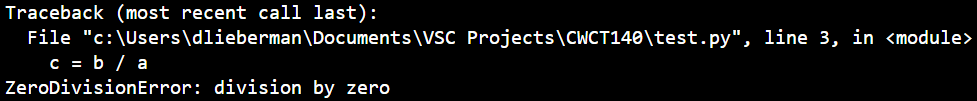 Traceback (most recent call last):
  File "c:\Users\dlieberman\Documents\VSC Projects\CWCT140\test.py", line 3, in <module>
    c = b / a
ZeroDivisionError: division by zero